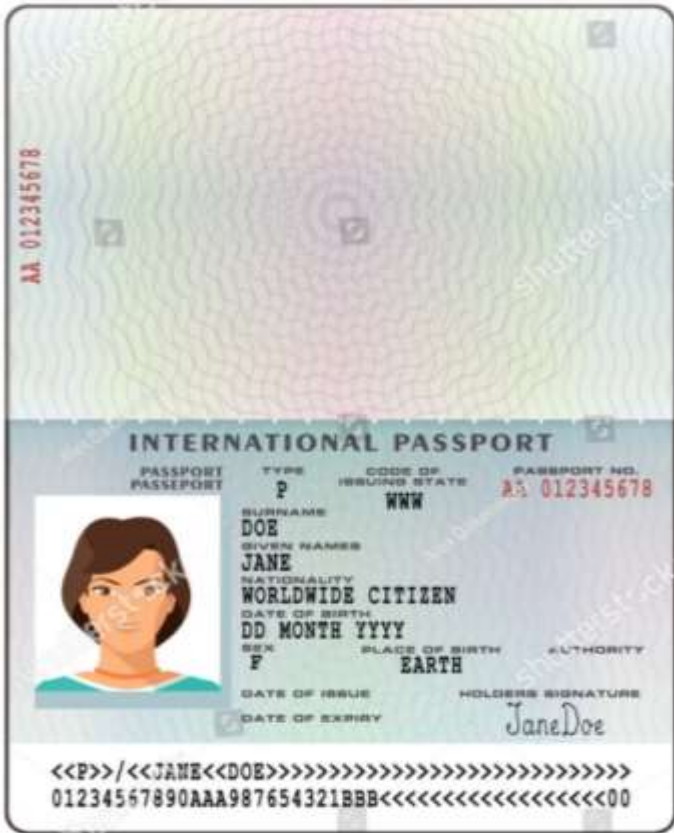 shutterstock
AA 012345678
shutterstock
INTERNATIONAL PASSPORT
PASSPORT TYPE CODE OF PASSPORT NO.
PASSEPORT P ISSUING STATE AA 012345678
WWW
SURNAME
DOE
GIVEN NAMES
JANE
NATIONALITY
WORLDWIDE CITIZEN
DATE OF BIRTH
DD MONTH YYYY
SEX PLACE OF BIRTH AUTHORITY
F EARTH
DATE OF ISSUE HOLDERS SIGNATURE
DATE OF EXPIRY JaneDoe
<<P>>/<<JANE<<DOE>>>>>>>>>>>>>>>>>>>>>>>>>>>>>
01234567890AAA987654321BBB<<<<<<<<<<<<<<<<<<00